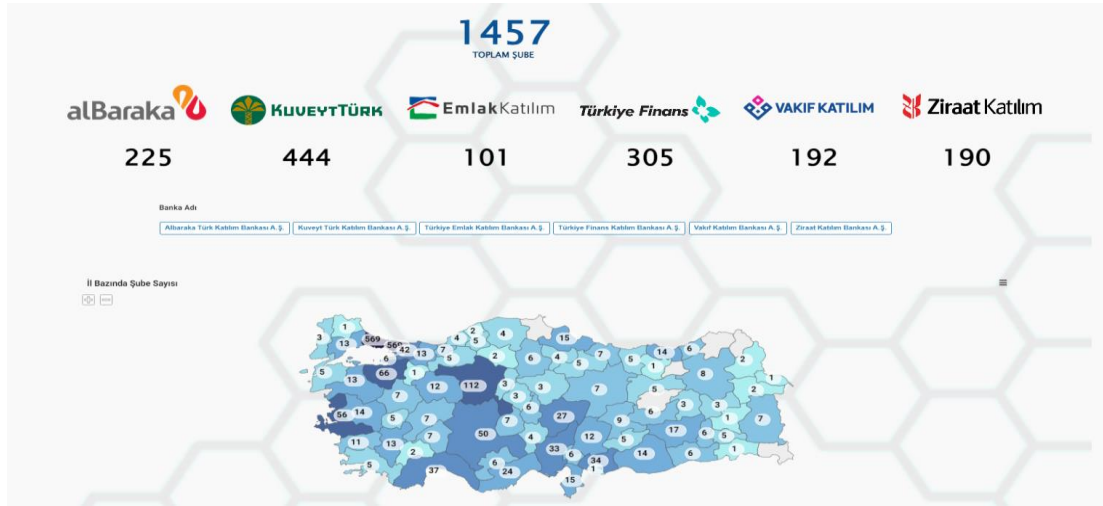 1457
TOPLAM ŞUBE
alBaraka KUVEYTTÜRK EmlakKatılım Türkiye Finans VAKIF KATILIM Ziraat Katılım
225 444 101 305 192 190
Banka Adı
Albaraka Türk Katılım Bankası A.Ş. Kuveyt Türk Katılım Bankası A.Ş. Türkiye Emlak Katılım Bankası A.Ş. Türkiye Finans Katılım Bankası A.Ş. Vakıf Katılım Bankası A.Ş. Ziraat Katılım Bankası A.Ş.
İl Bazında Şube Sayısı
1 2 4
3 13 569 569 42 13 7 4 5 15
6 5 2 6 4 5 7 5 14 6 1 2
5 13 66 1 12 112 3 3 7 5 8 1
7 3 2
56 14 5 7 7 6 27 9 6 3 3 7
11 13 7 50 4 12 5 17 6 5
2 33 6 14 6 1
5 37 6 24 34 1
15